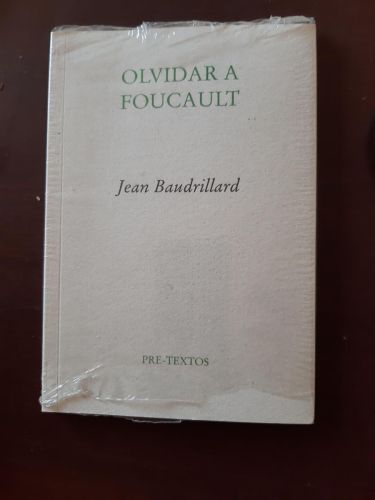 OLVIDAR A
FOUCAULT
Jean Baudrillard
PRE-TEXTOS